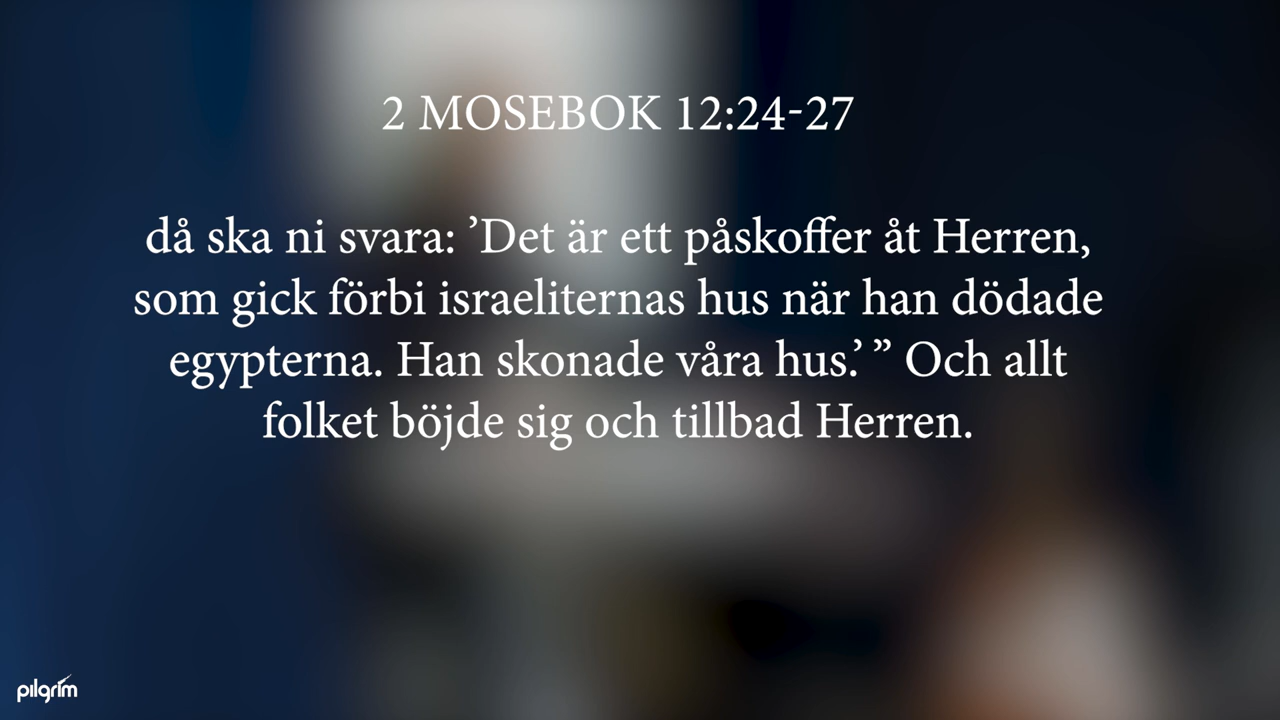 2 MOSEBOK 12:24-27
då ska ni svara: ’Det är ett påskoffer åt Herren,
som gick förbi israeliternas hus när han dödade
egypterna. Han skonade våra hus.’ ” Och allt
folket böjde sig och tillbad Herren.
pilgrim